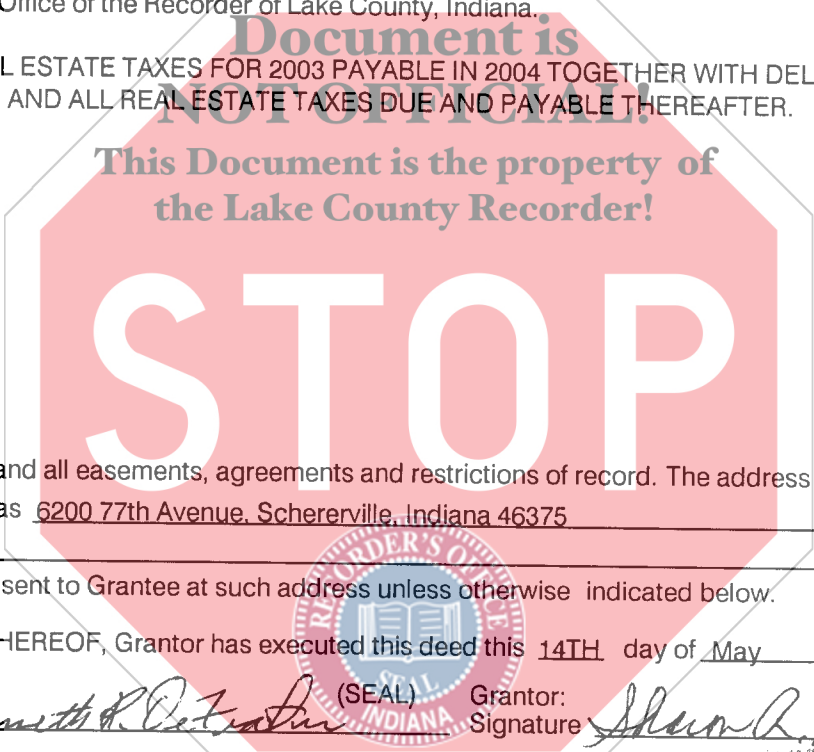 Office of the Recorder of Lake County, Indiana.
Document is
L ESTATE TAXES FOR 2003 PAYABLE IN 2004 TOGETHER WITH DEL
AND ALL REAL ESTATE TAXES DUE AND PAYABLE THEREAFTER.
NOT OFFICIAL!
This Document is the property of
the Lake County Recorder!
STOP
and all easements, agreements and restrictions of record. The address
as 6200 77th Avenue, Schererville, Indiana 46375
RECORDER'S OFFICE
sent to Grantee at such address unless otherwise indicated below.
HEREOF, Grantor has executed this deed this 14TH day of May
SEAL
(SEAL) Grantor:
INDIANA
Signature Sharon R.